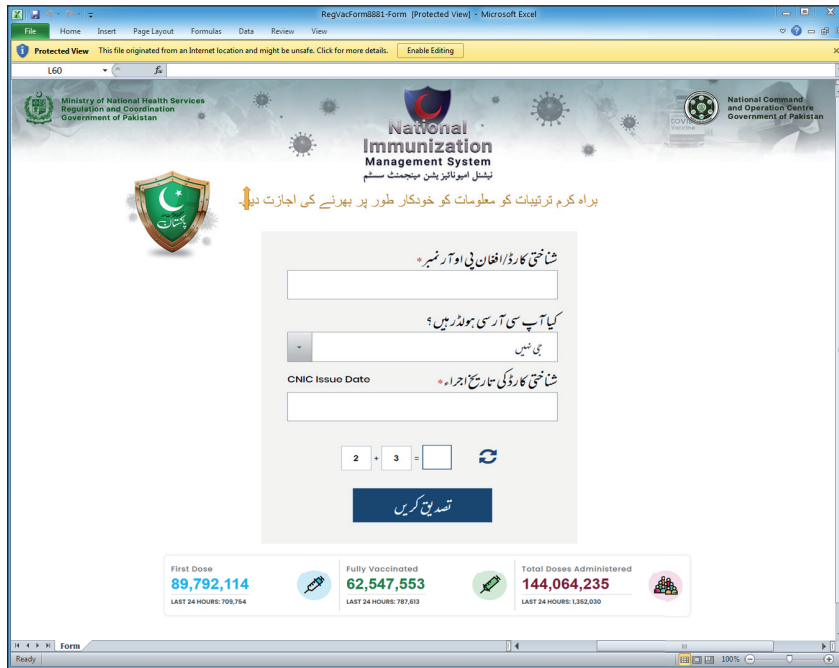 RegVacForm8881-Form [Protected View] - Microsoft Excel
File Home Insert Page Layout Formulas Data Review View
Protected View This file originated from an Internet location and might be unsafe. Click for more details. Enable Editing
L60 fx
Ministry of National Health Services
Regulation and Coordination
Government of Pakistan
National
Immunization
Management System
نیشنل امیونائیزیشن مینجمنٹ سسٹم
COVID
Vaccine
National Command
and Operation Centre
Government of Pakistan
پاکستان
براہ کرم ترتیبات کو معلومات کو خودکار طور پر بھرنے کی اجازت دیں۔
شناختی کارڈ/افغان پی او آر نمبر *
کیا آپ سی آر سی ہولڈر ہیں ؟
جی نہیں
CNIC Issue Date شناختی کارڈ کی تاریخ اجراء *
2 + 3 =
تصدیق کریں
First Dose
89,792,114
LAST 24 HOURS: 709,754
Fully Vaccinated
62,547,553
LAST 24 HOURS: 787,613
Total Doses Administered
144,064,235
LAST 24 HOURS: 1,352,030
Form
Ready 100%